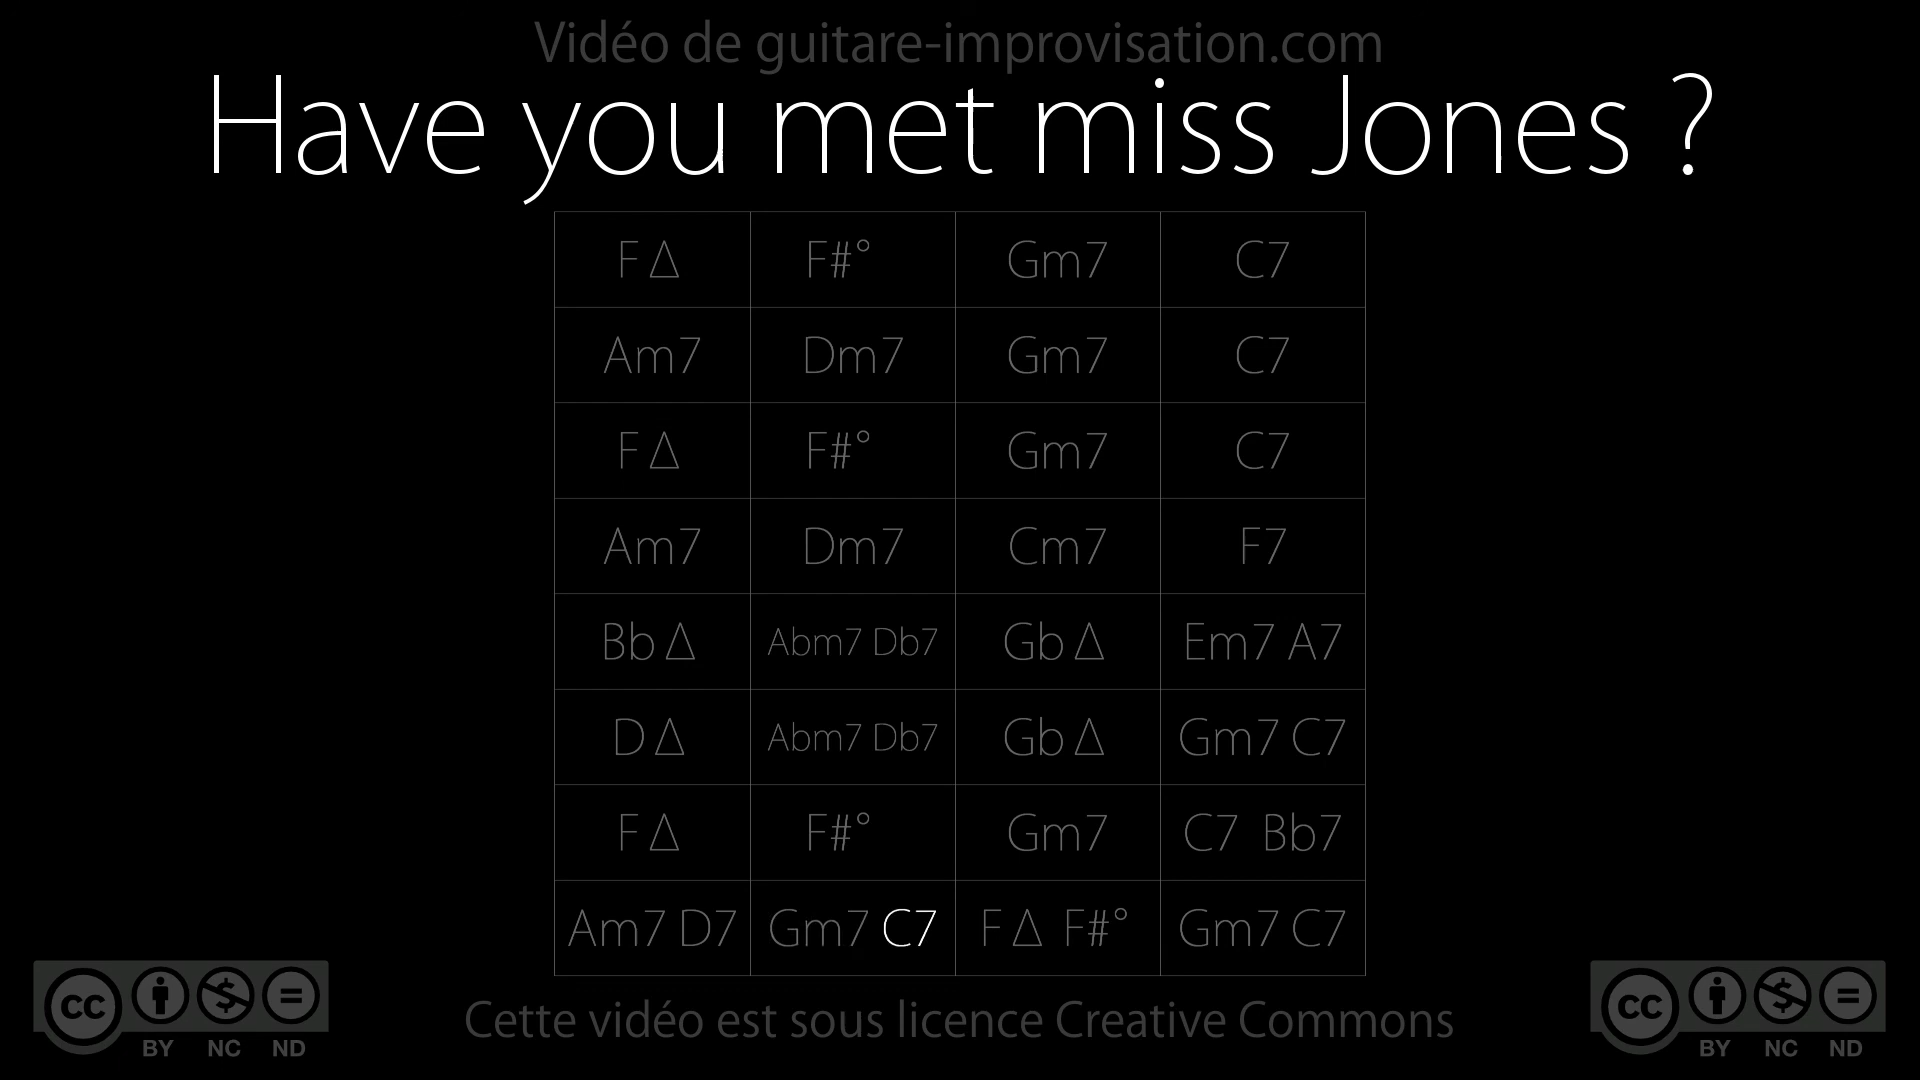 Vidéo de guitare-improvisation.com
Have you met miss Jones ?
F Δ F#° Gm7 C7
Am7 Dm7 Gm7 C7
F Δ F#° Gm7 C7
Am7 Dm7 Cm7 F7
Bb Δ Abm7 Db7 Gb Δ Em7 A7
D Δ Abm7 Db7 Gb Δ Gm7 C7
F Δ F#° Gm7 C7 Bb7
Am7 D7 Gm7 C7 F Δ F#° Gm7 C7
Cette vidéo est sous licence Creative Commons
CC $ = CC $ =
BY NC ND BY NC ND